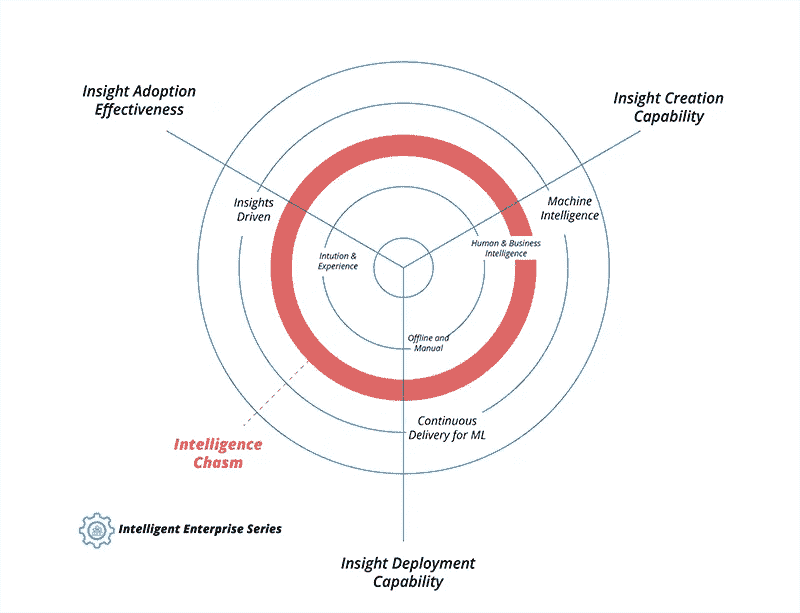 Insight Adoption
Effectiveness
Insight Creation
Capability
Insights
Driven
Machine
Intelligence
Intution &
Experience
Human & Business
Intelligence
Offline and
Manual
Continuous
Delivery for ML
Intelligence
Chasm
Intelligent Enterprise Series
Insight Deployment
Capability